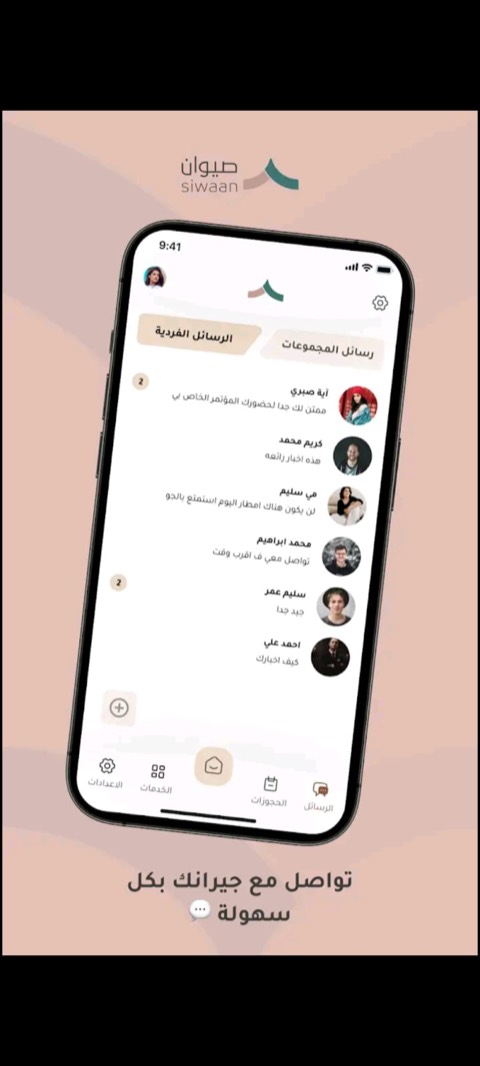 صيوان
siwaan
9:41
رسائل المجموعات
الرسائل الفردية
آية صبري
2
ممتن لك جدا لحضورك المؤتمر الخاص بي
كريم محمد
هذه اخبار رائعه
مي سليم
لن يكون هناك امطار اليوم استمتع بالجو
محمد ابراهيم
تواصل معي ف اقرب وقت
سليم عمر
2
جيد جدا
احمد علي
كيف اخبارك
الرسائل
الحجوزات
الخدمات
الاعدادات
تواصل مع جيرانك بكل
سهولة 💬